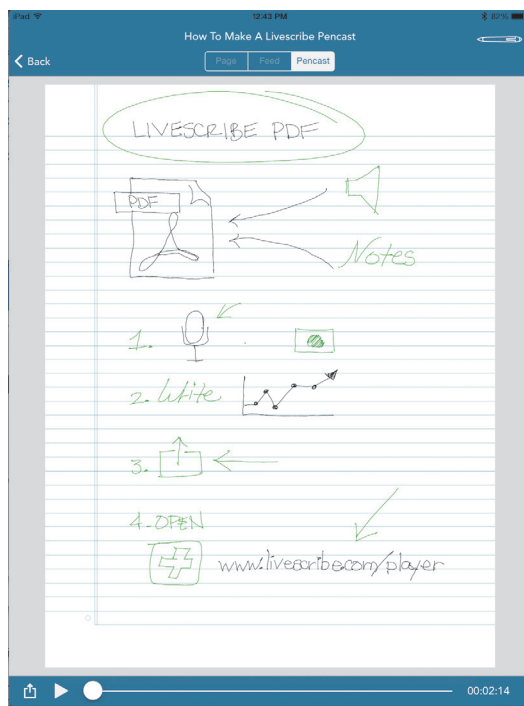 iPad 12:43 PM 82%
How To Make A Livescribe Pencast
Back Page Feed Pencast
LIVESCRIBE PDF
PDF
Notes
1.
2. Write
3.
4. OPEN
www.livescribe.com/player
00:02:14